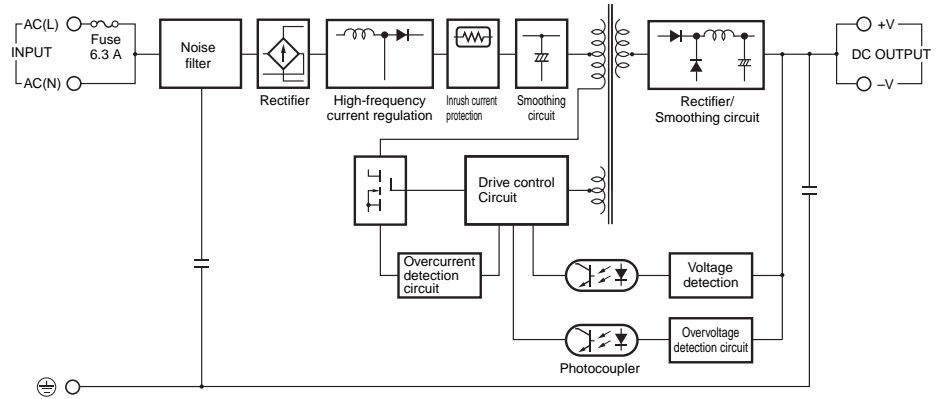 AC(L)
Fuse
6.3 A
INPUT
AC(N)
Noise
filter
Rectifier
High-frequency
current regulation
Inrush current
protection
Smoothing
circuit
Rectifier/
Smoothing circuit
+V
DC OUTPUT
–V
Drive control
Circuit
Overcurrent
detection
circuit
Voltage
detection
Overvoltage
detection circuit
Photocoupler